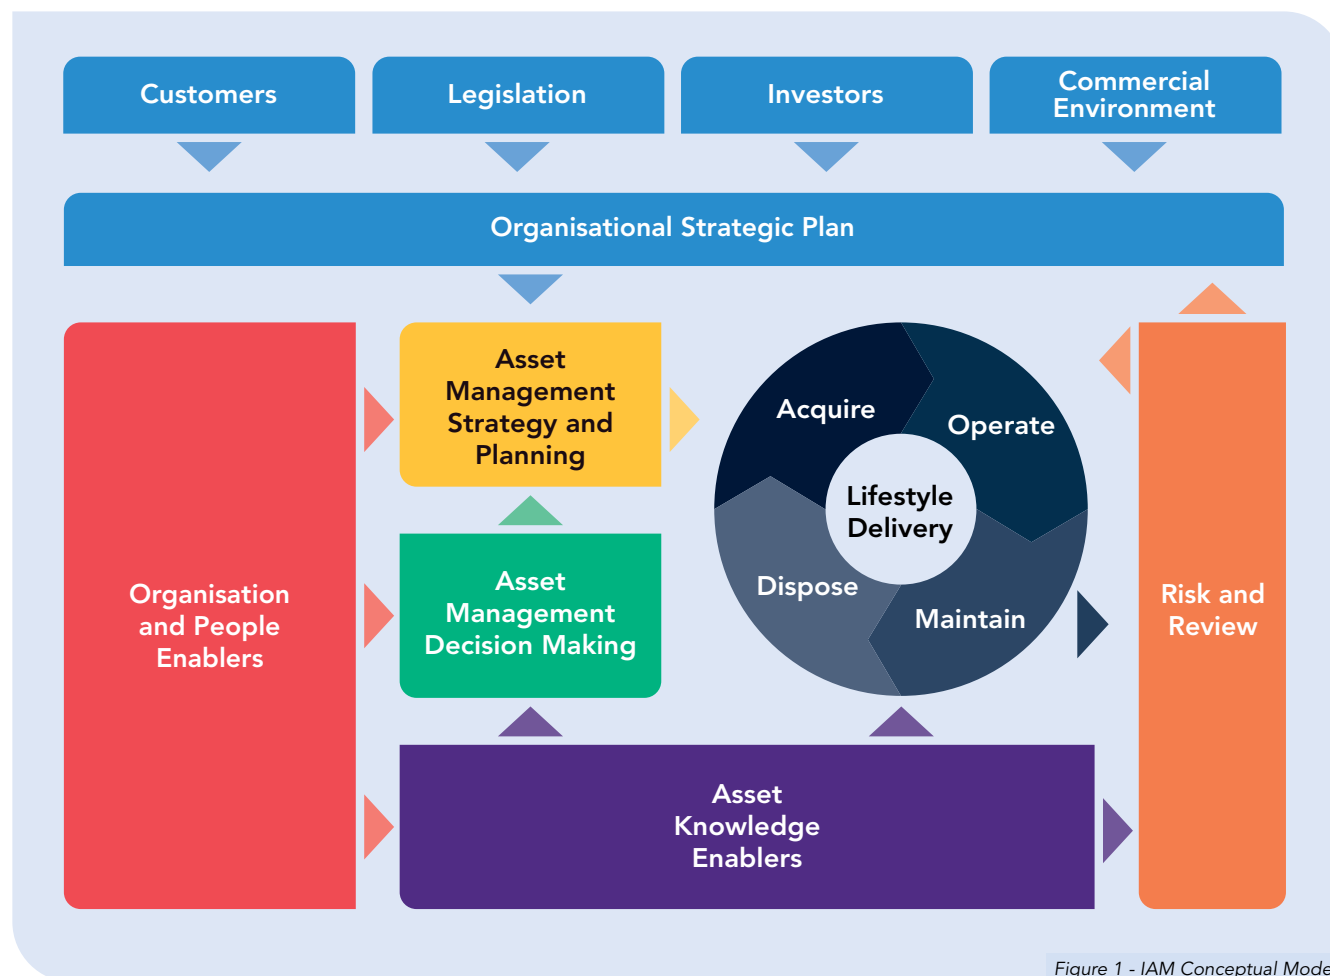 Customers
Legislation
Investors
Commercial
Environment
Organisational Strategic Plan
Asset
Management
Strategy and
Planning
Acquire
Operate
Lifestyle
Delivery
Dispose
Maintain
Organisation
and People
Enablers
Asset
Management
Decision Making
Risk and
Review
Asset
Knowledge
Enablers
Figure 1 - IAM Conceptual Mode